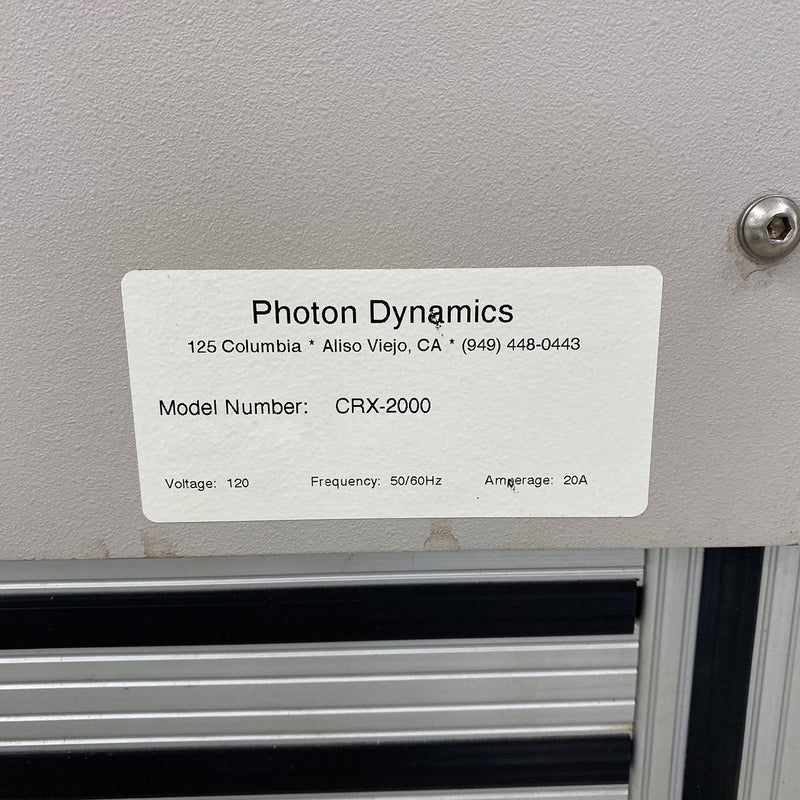 Photon Dynamics
125 Columbia * Aliso Viejo, CA * (949) 448-0443
Model Number: CRX-2000
Voltage: 120 Frequency: 50/60Hz Amperage: 20A